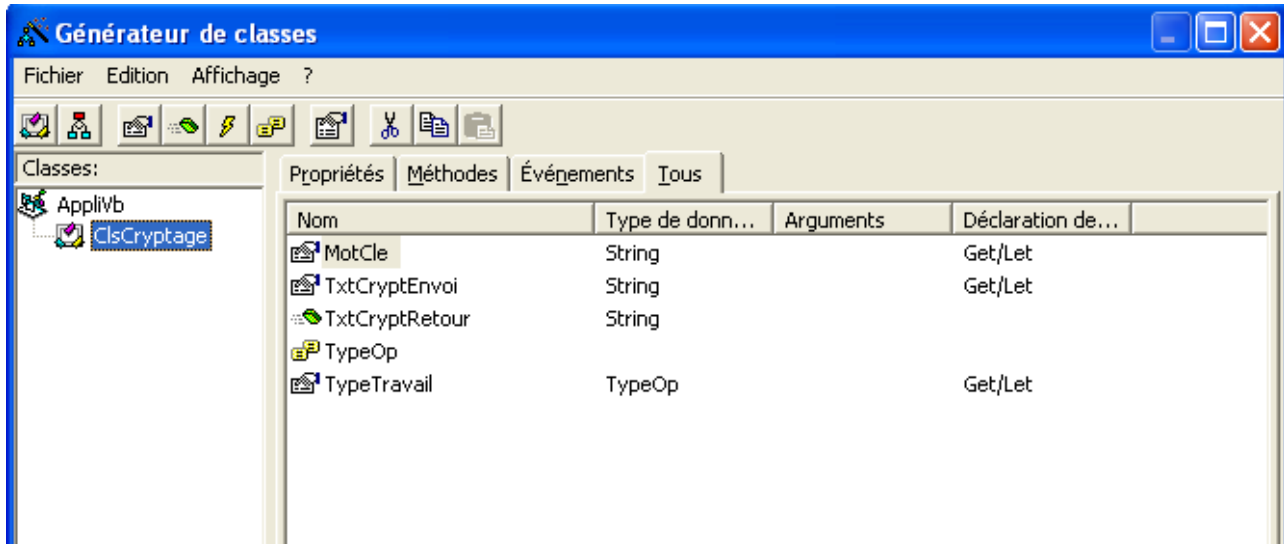 Générateur de classes
Fichier Edition Affichage ?
Classes:
AppliVb
ClsCryptage
Propriétés Méthodes Événements Tous
Nom Type de donn... Arguments Déclaration de...
MotCle String Get/Let
TxtCryptEnvoi String Get/Let
TxtCryptRetour String
TypeOp
TypeTravail TypeOp Get/Let